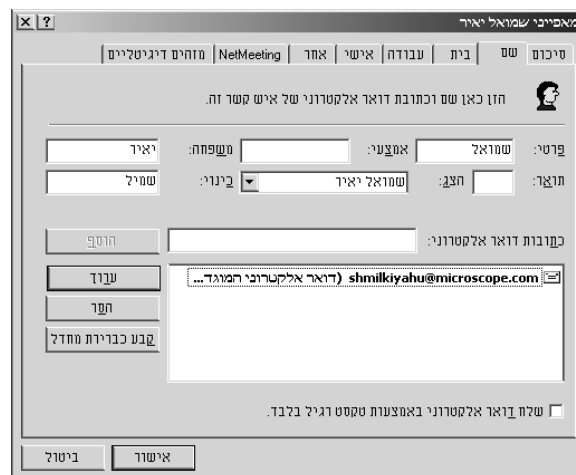 מאפייני שמואל יאיר
סיכום שם בית עבודה אישי אחר NetMeeting מזהים דיגיטליים
הזן כאן שם וכתובת דואר אלקטרוני של איש קשר זה.
פרטי: שמואל אמצעי: משפחה: יאיר
תואר: הצג: שמואל יאיר כינוי: שמיל
כתובות דואר אלקטרוני: הוסף
shmilkiyahu@microscope.com (דואר אלקטרוני המוגד...
ערוך
הסר
קבע כברירת מחדל
שלח דואר אלקטרוני באמצעות טקסט רגיל בלבד.
אישור ביטול